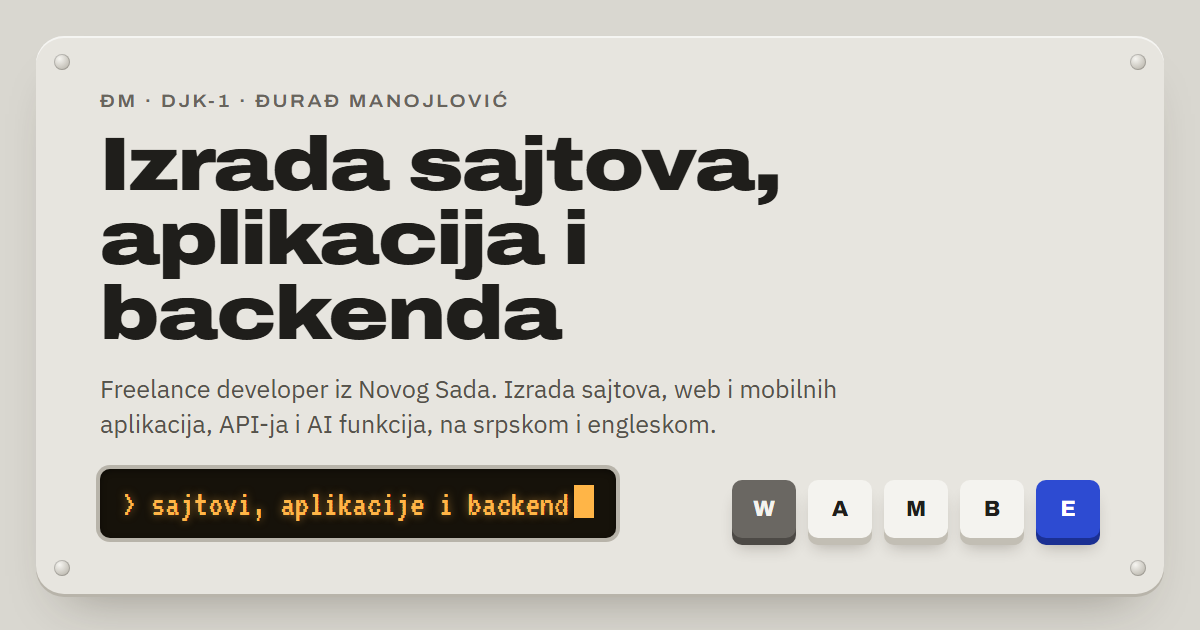 ĐM · DJK-1 · ĐURAĐ MANOJLOVIĆ
Izrada sajtova,
aplikacija i
backenda
Freelance developer iz Novog Sada. Izrada sajtova, web i mobilnih
aplikacija, API-ja i AI funkcija, na srpskom i engleskom.
> sajtovi, aplikacije i backend
W A M B E